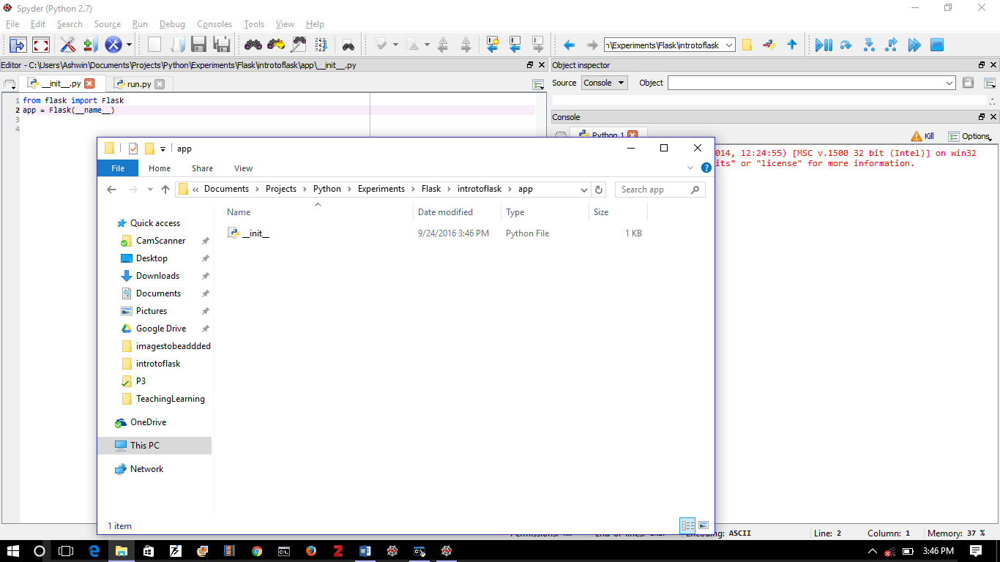 Spyder (Python 2.7)
File Edit Search Source Run Debug Consoles Tools View Help
n\Experiments\Flask\introtoflask
Editor - C:\Users\Ashwin\Documents\Projects\Python\Experiments\Flask\introtoflask\app\__init__.py
Object inspector
__init__.py run.py
Source Console Object
1 from flask import Flask
2 app = Flask(__name__)
3
4
Console
Python 1
Kill Options
014, 12:24:55) [MSC v.1500 32 bit (Intel)] on win32
its" or "license" for more information.
app
File Home Share View
« Documents > Projects > Python > Experiments > Flask > introtoflask > app
Search app
Name Date modified Type Size
__init__ 9/24/2016 3:46 PM Python File 1 KB
Quick access
CamScanner
Desktop
Downloads
Documents
Pictures
Google Drive
imagestobeaddded
introtoflask
P3
TeachingLearning
OneDrive
This PC
Network
1 item
Encoding: ASCII Line: 2 Column: 1 Memory: 37 %
3:46 PM